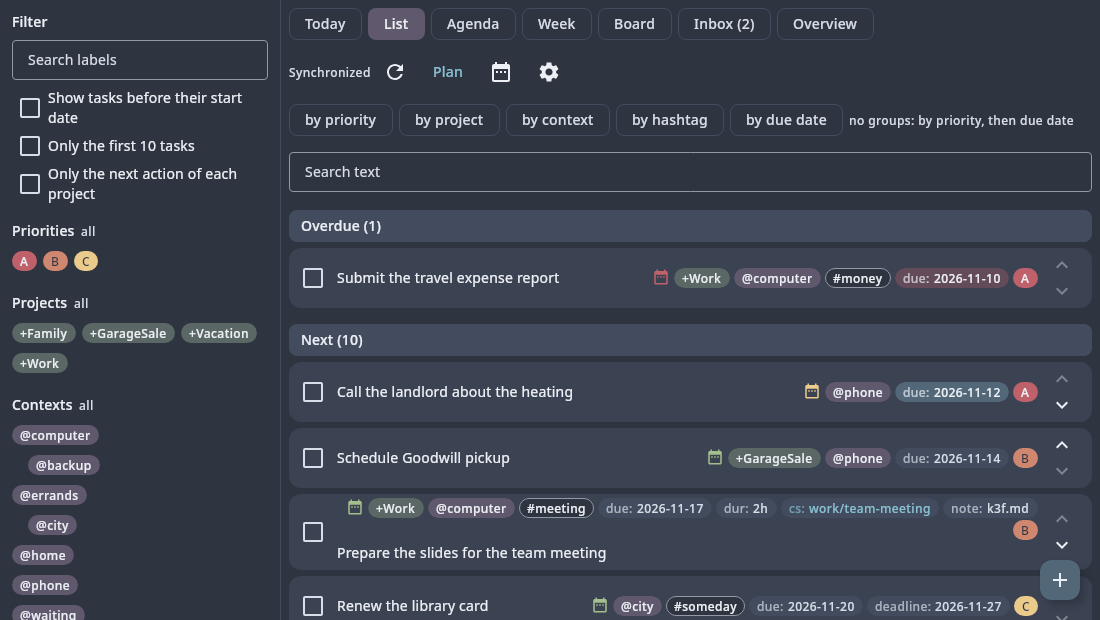 Filter
Search labels
Show tasks before their start
date
Only the first 10 tasks
Only the next action of each
project
Priorities all
A B C
Projects all
+Family +GarageSale +Vacation
+Work
Contexts all
@computer
@backup
@errands
@city
@home
@phone
@waiting
Today List Agenda Week Board Inbox (2) Overview
Synchronized Plan
by priority by project by context by hashtag by due date no groups: by priority, then due date
Search text
Overdue (1)
Submit the travel expense report +Work @computer #money due: 2026-11-10 A
Next (10)
Call the landlord about the heating @phone due: 2026-11-12 A
Schedule Goodwill pickup +GarageSale @phone due: 2026-11-14 B
+Work @computer #meeting due: 2026-11-17 dur: 2h cs: work/team-meeting note: k3f.md
B
Prepare the slides for the team meeting
Renew the library card @city #someday due: 2026-11-20 deadline: 2026-11-27 C